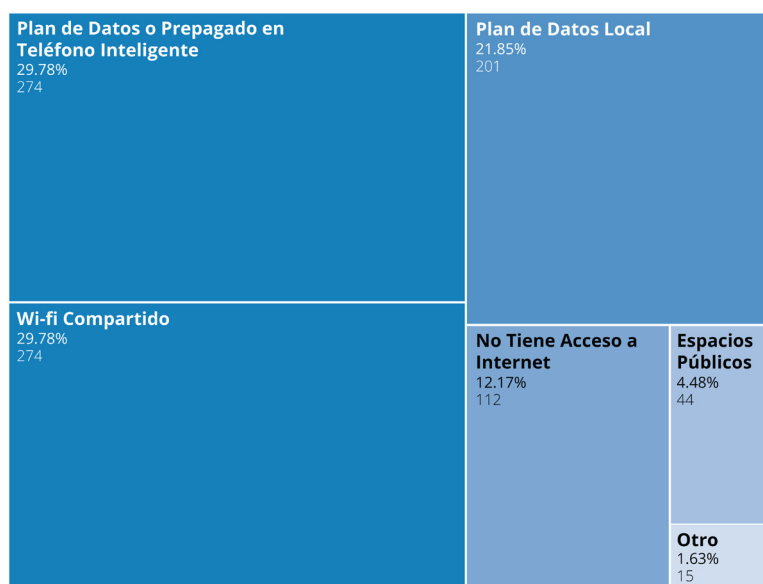 Plan de Datos o Prepagado en
Teléfono Inteligente
29.78%
274
Wi-fi Compartido
29.78%
274
Plan de Datos Local
21.85%
201
No Tiene Acceso a
Internet
12.17%
112
Espacios
Públicos
4.48%
44
Otro
1.63%
15